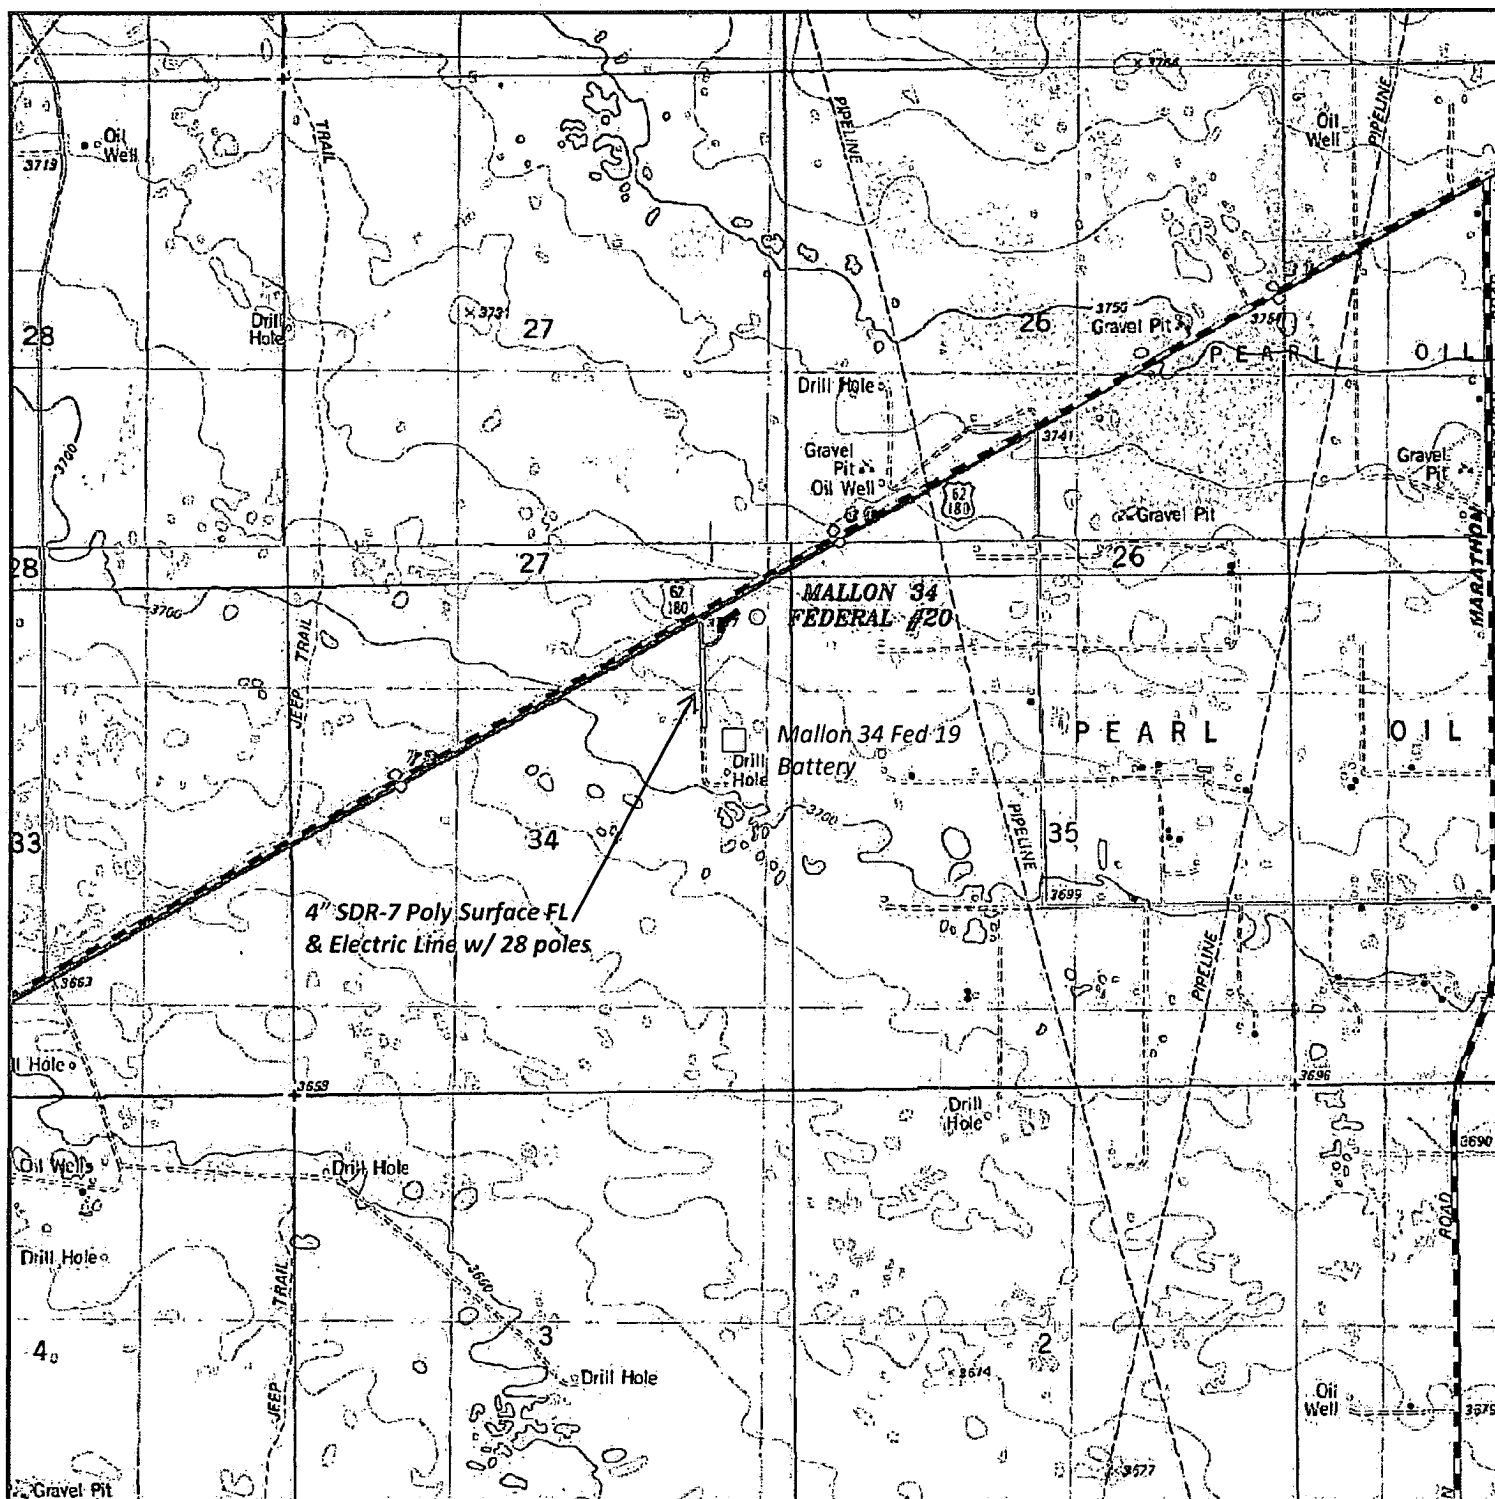 3766
TRAIL
PIPELINE
PIPELINE
Oil
Well
Oil
Well
3713
Drill
Hole
3731
28
27
26
3750
Gravel Pit
PEARL OIL
Drill Hole
3741
3700
Gravel
Pit
Oil Well
Gravel
Pit
62
180
Gravel Pit
MARATHON
28
27
26
3700
62
180
MALLON 34
FEDERAL #20
JEEP TRAIL
PEARL OIL
Mallon 34 Fed 19
Battery
Drill
Hole
3700
33
34
35
PIPELINE
3699
4" SDR-7 Poly Surface FL
& Electric Line w/ 28 poles
PIPELINE
3663
ll Hole
3659
3696
Drill
Hole
3690
Oil Wells
Drill Hole
ROAD
Drill Hole
3660
JEEP TRAIL
4
3
2
Drill Hole
3674
Oil
Well
3679
3677
Gravel Pit